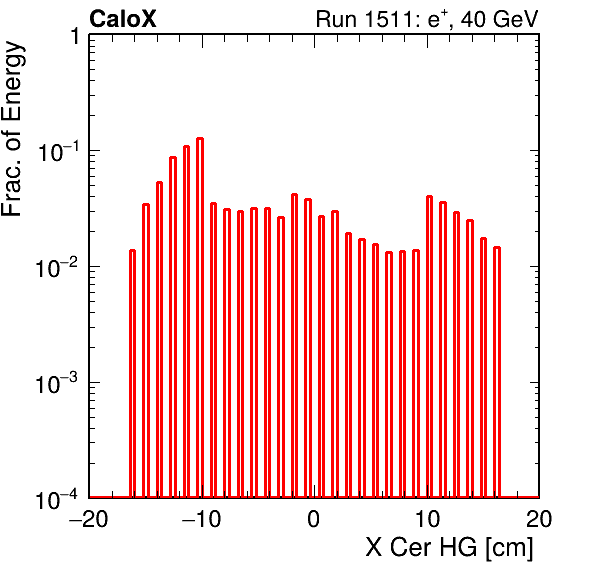 CaloX Run 1511: e⁺, 40 GeV
Frac. of Energy
1
10⁻¹
10⁻²
10⁻³
10⁻⁴
−20 −10 0 10 20
X Cer HG [cm]